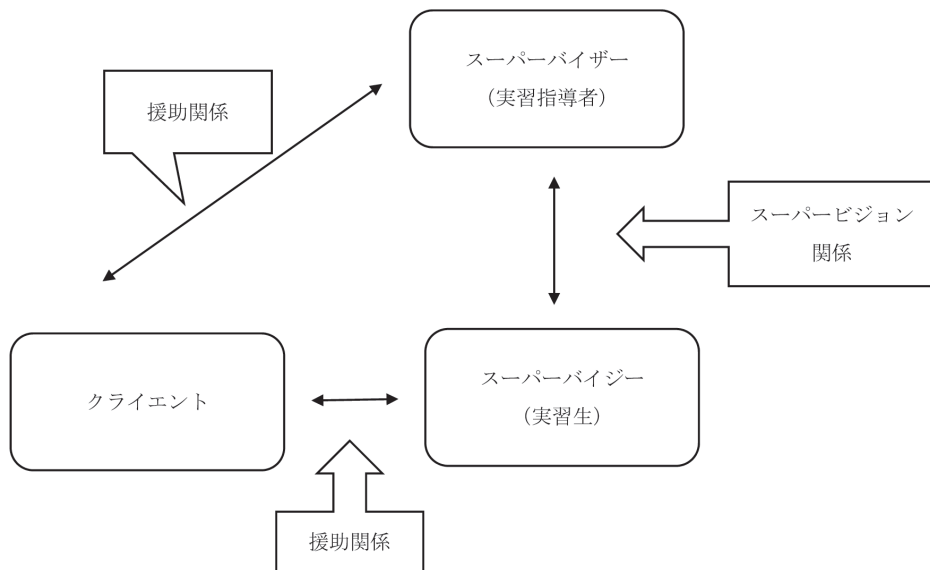 スーパーバイザー
（実習指導者）
援助関係
スーパービジョン
関係
クライエント
スーパーバイジー
（実習生）
援助関係